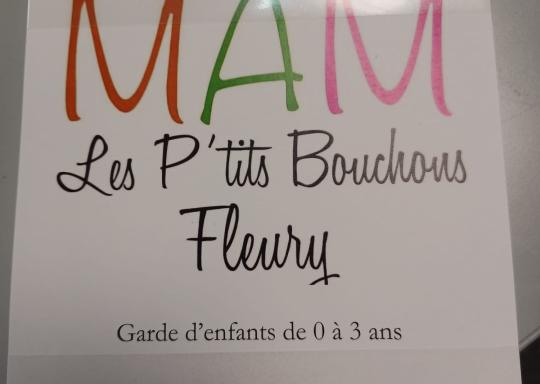 MAM
Les P'tits Bouchons
Fleury
Garde d'enfants de 0 à 3 ans